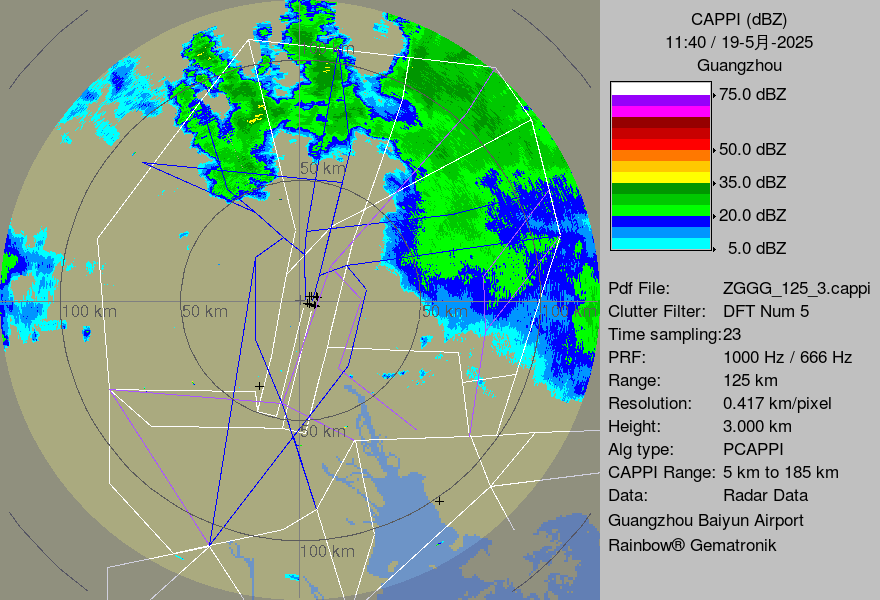 CAPPI (dBZ)
11:40 / 19-5月-2025
Guangzhou
75.0 dBZ
50.0 dBZ
35.0 dBZ
20.0 dBZ
5.0 dBZ
Pdf File: ZGGG_125_3.cappi
Clutter Filter: DFT Num 5
Time sampling:23
PRF: 1000 Hz / 666 Hz
Range: 125 km
Resolution: 0.417 km/pixel
Height: 3.000 km
Alg type: PCAPPI
CAPPI Range: 5 km to 185 km
Data: Radar Data
Guangzhou Baiyun Airport
Rainbow® Gematronik
100 km
50 km
100 km
50 km
50 km
100 km
50 km
100 km